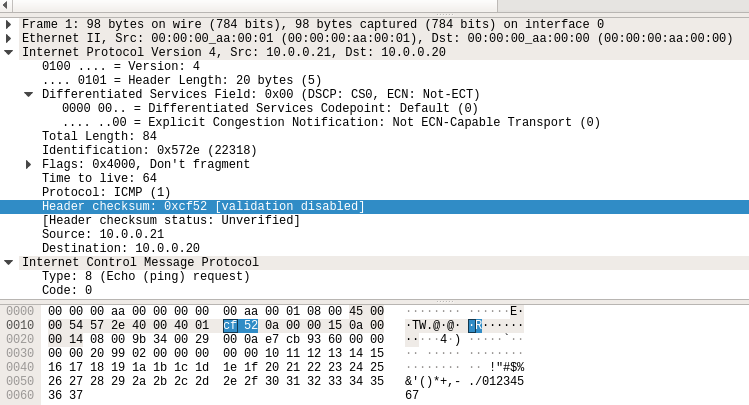 Frame 1: 98 bytes on wire (784 bits), 98 bytes captured (784 bits) on interface 0
Ethernet II, Src: 00:00:00_aa:00:01 (00:00:00:aa:00:01), Dst: 00:00:00_aa:00:00 (00:00:00:aa:00:00)
Internet Protocol Version 4, Src: 10.0.0.21, Dst: 10.0.0.20
0100 .... = Version: 4
.... 0101 = Header Length: 20 bytes (5)
Differentiated Services Field: 0x00 (DSCP: CS0, ECN: Not-ECT)
0000 00.. = Differentiated Services Codepoint: Default (0)
.... ..00 = Explicit Congestion Notification: Not ECN-Capable Transport (0)
Total Length: 84
Identification: 0x572e (22318)
Flags: 0x4000, Don't fragment
Time to live: 64
Protocol: ICMP (1)
Header checksum: 0xcf52 [validation disabled]
[Header checksum status: Unverified]
Source: 10.0.0.21
Destination: 10.0.0.20
Internet Control Message Protocol
Type: 8 (Echo (ping) request)
Code: 0
0000 00 00 00 aa 00 00 00 00 00 aa 00 01 08 00 45 00 ········ ······E·
0010 00 54 57 2e 40 00 40 01 cf 52 0a 00 00 15 0a 00 ·TW.@·@· ·R······
0020 00 14 08 00 9b 34 00 29 00 0a e7 cb 93 60 00 00 ·····4·) ·····`··
0030 00 00 20 99 02 00 00 00 00 00 10 11 12 13 14 15 ·· ····· ········
0040 16 17 18 19 1a 1b 1c 1d 1e 1f 20 21 22 23 24 25 ········ ·· !"#$%
0050 26 27 28 29 2a 2b 2c 2d 2e 2f 30 31 32 33 34 35 &'()*+,- ./012345
0060 36 37 67